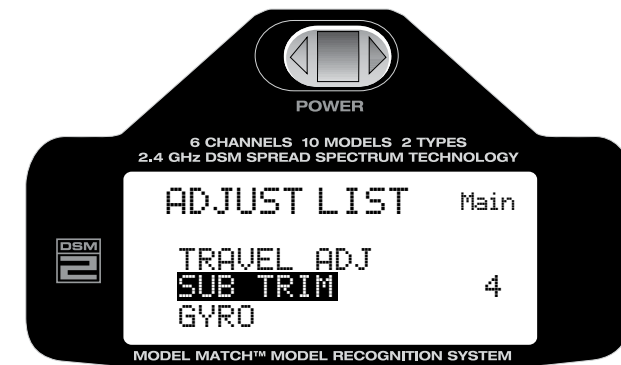 POWER
6 CHANNELS 10 MODELS 2 TYPES
2.4 GHz DSM SPREAD SPECTRUM TECHNOLOGY
ADJUST LIST Main
DSM
2
TRAVEL ADJ
SUB TRIM 4
GYRO
MODEL MATCH™ MODEL RECOGNITION SYSTEM